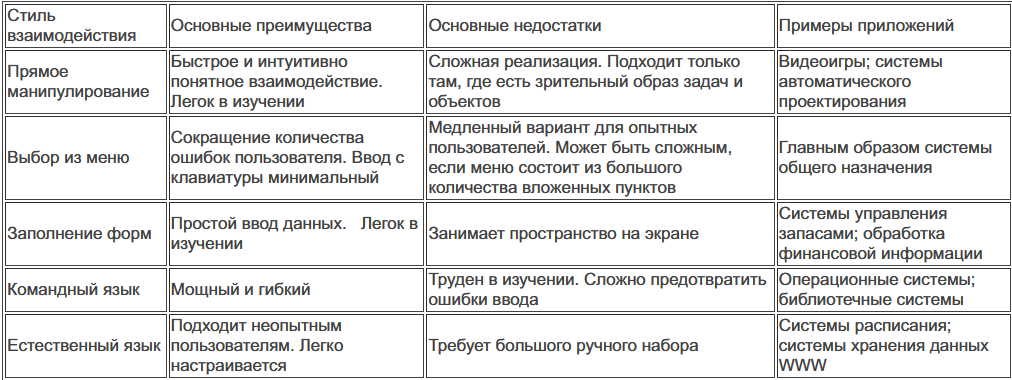 Стиль
взаимодействия
Основные преимущества
Основные недостатки
Примеры приложений
Прямое
манипулирование
Быстрое и интуитивно
понятное взаимодействие.
Легок в изучении
Сложная реализация. Подходит только
там, где есть зрительный образ задач и
объектов
Видеоигры; системы
автоматического
проектирования
Выбор из меню
Сокращение количества
ошибок пользователя. Ввод с
клавиатуры минимальный
Медленный вариант для опытных
пользователей. Может быть сложным,
если меню состоит из большого
количества вложенных пунктов
Главным образом системы
общего назначения
Заполнение форм
Простой ввод данных. Легок в
изучении
Занимает пространство на экране
Системы управления
запасами; обработка
финансовой информации
Командный язык
Мощный и гибкий
Труден в изучении. Сложно предотвратить
ошибки ввода
Операционные системы;
библиотечные системы
Естественный язык
Подходит неопытным
пользователям. Легко
настраивается
Требует большого ручного набора
Системы расписания;
системы хранения данных
WWW